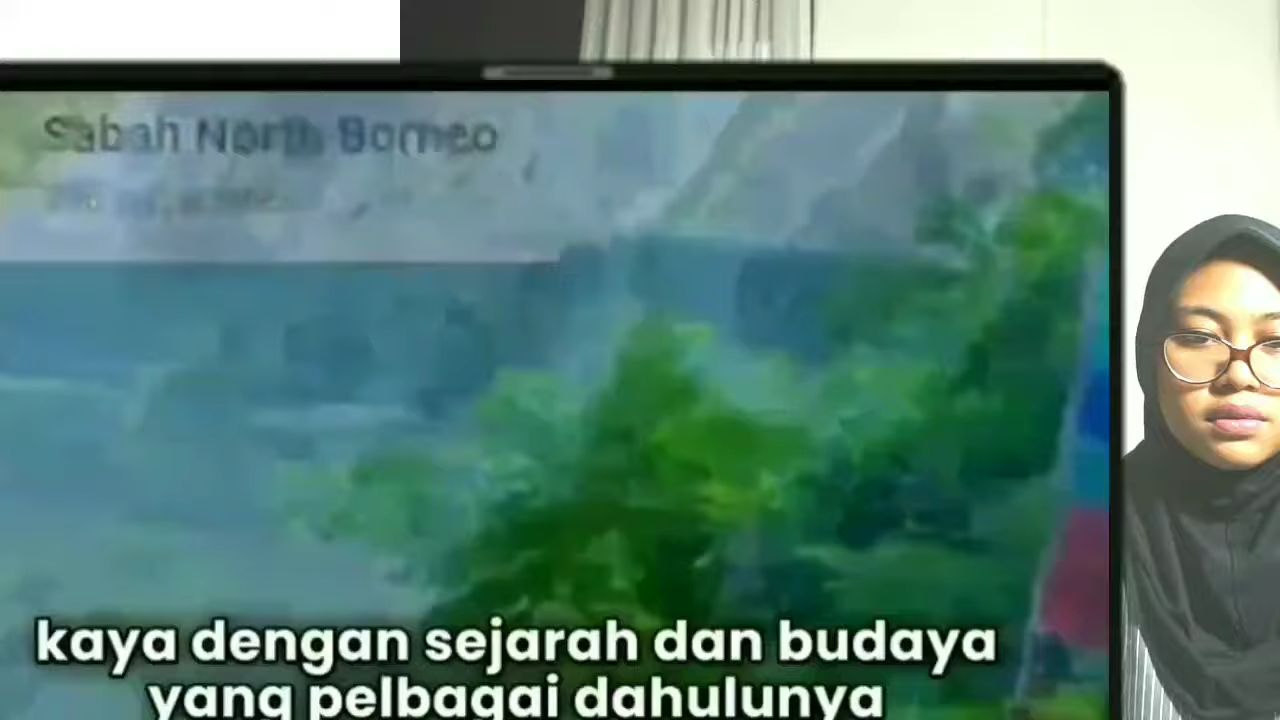 Sabah North Borneo
kaya dengan sejarah dan budaya
yang pelbagai dahulunya